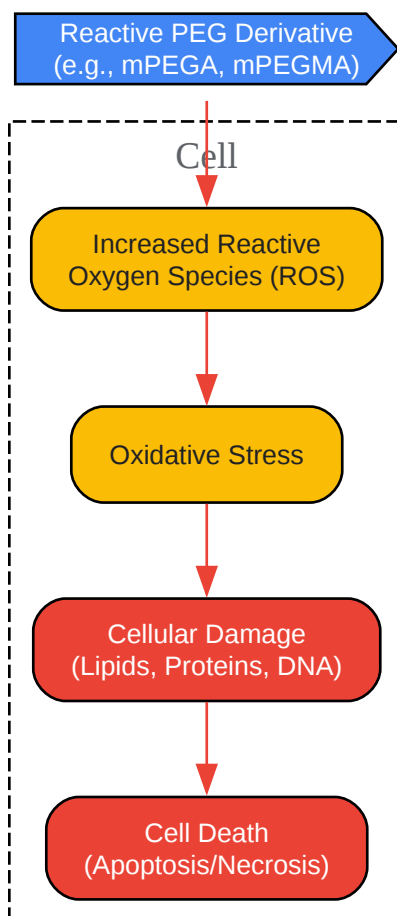 Reactive PEG Derivative
(e.g., mPEGA, mPEGMA)
Cell
Increased Reactive
Oxygen Species (ROS)
Oxidative Stress
Cellular Damage
(Lipids, Proteins, DNA)
Cell Death
(Apoptosis/Necrosis)